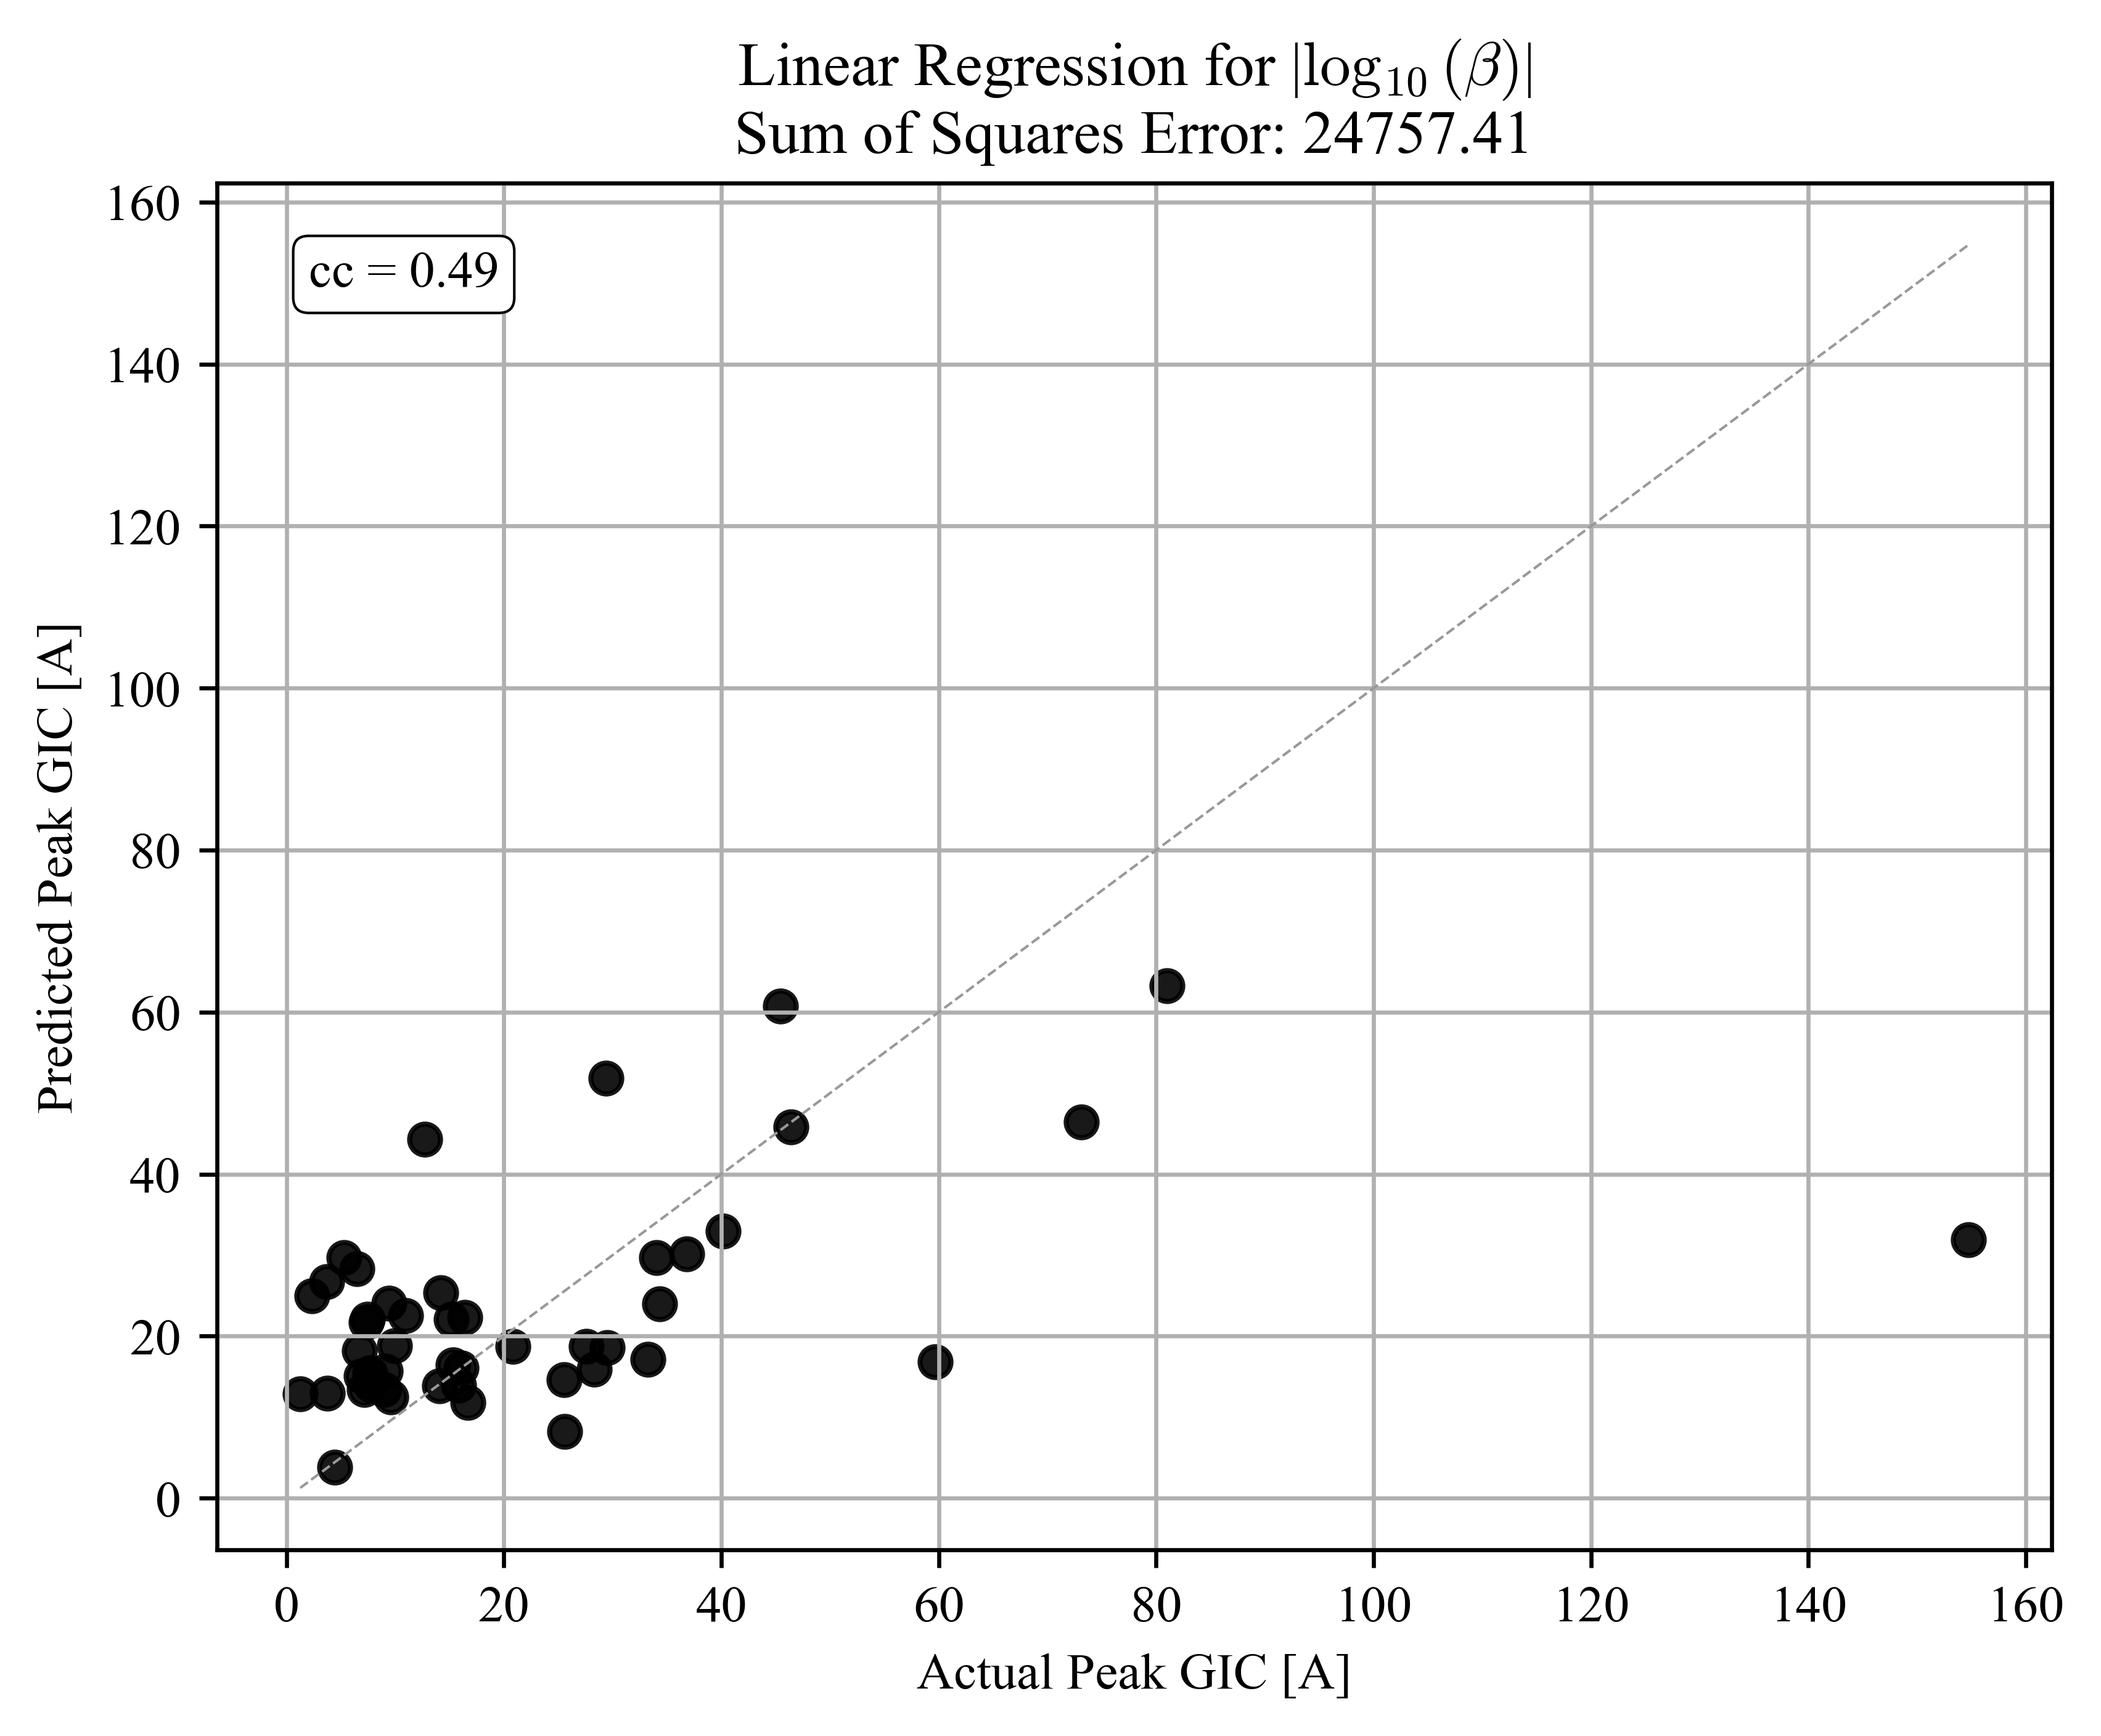 Linear Regression for |log₁₀ (β)|
Sum of Squares Error: 24757.41
cc = 0.49
160
140
120
100
80
60
40
20
0
Predicted Peak GIC [A]
0 20 40 60 80 100 120 140 160
Actual Peak GIC [A]